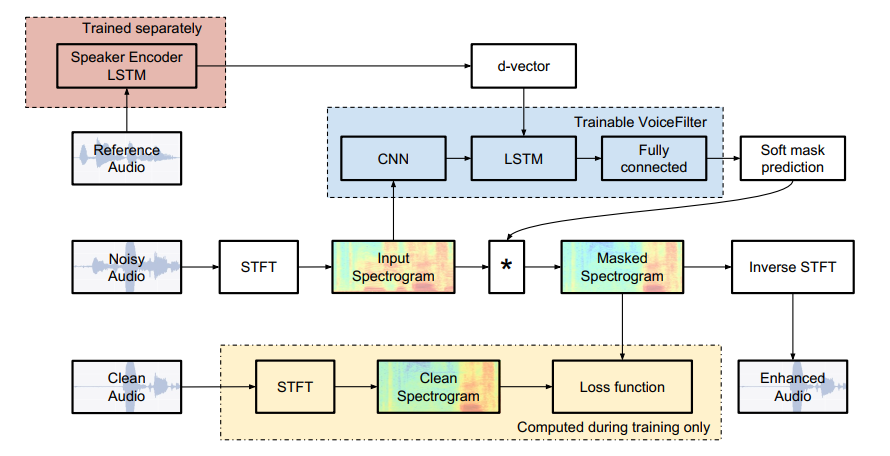 Trained separately
Speaker Encoder
LSTM
d-vector
Reference
Audio
Trainable VoiceFilter
CNN
LSTM
Fully
connected
Soft mask
prediction
Noisy
Audio
STFT
Input
Spectrogram
*
Masked
Spectrogram
Inverse STFT
Clean
Audio
STFT
Clean
Spectrogram
Loss function
Enhanced
Audio
Computed during training only